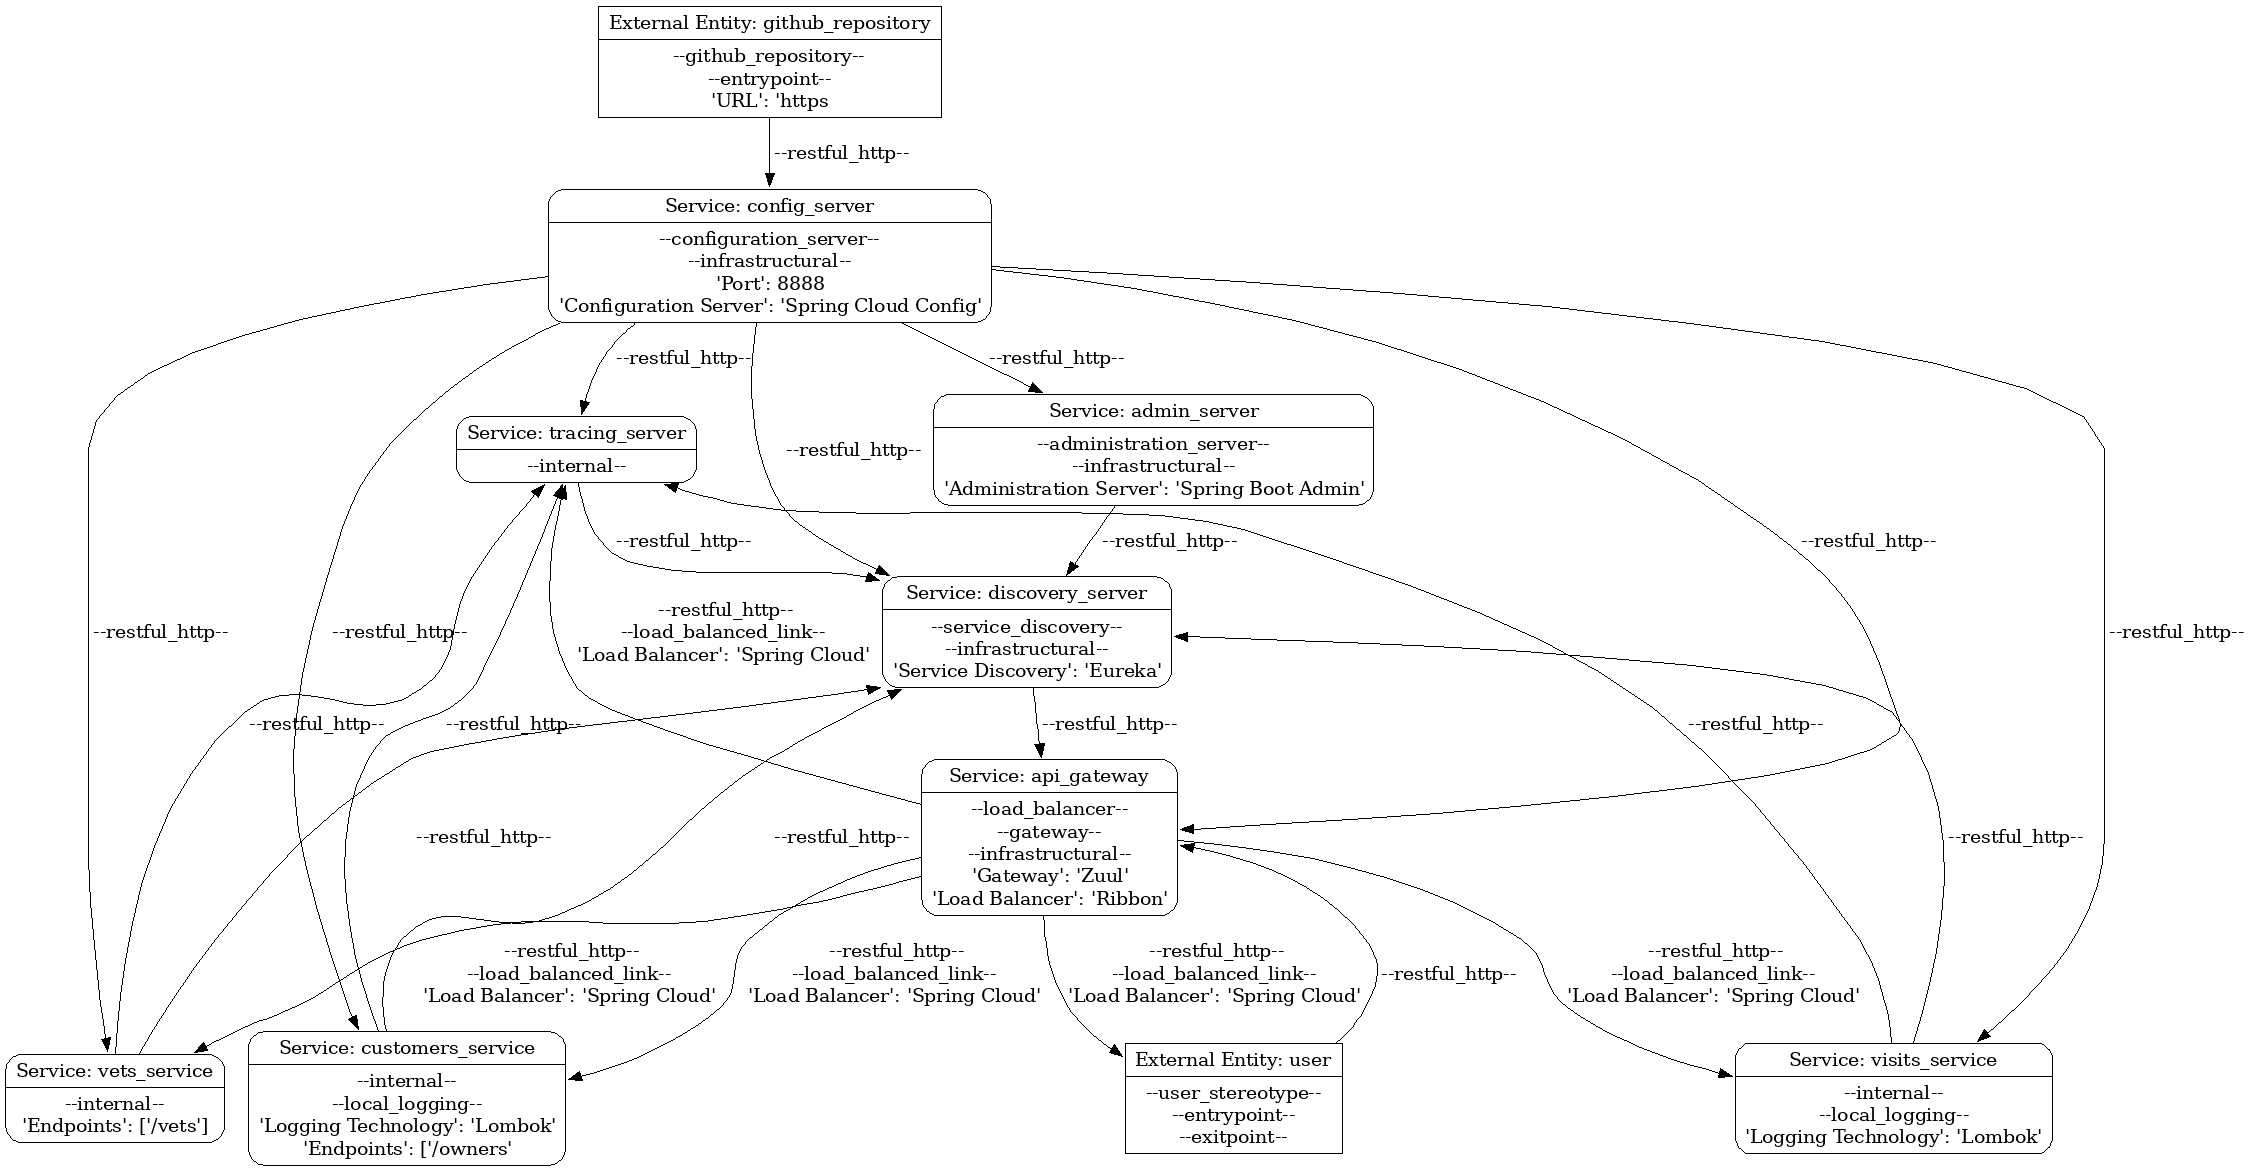 External Entity: github_repository
--github_repository--
--entrypoint--
'URL': 'https
--restful_http--
Service: config_server
--configuration_server--
--infrastructural--
'Port': 8888
'Configuration Server': 'Spring Cloud Config'
--restful_http--
--restful_http--
Service: tracing_server
--internal--
--restful_http--
Service: admin_server
--administration_server--
--infrastructural--
'Administration Server': 'Spring Boot Admin'
--restful_http--
--restful_http--
--restful_http--
Service: discovery_server
--service_discovery--
--infrastructural--
'Service Discovery': 'Eureka'
--restful_http--
--restful_http--
--restful_http--
--load_balanced_link--
'Load Balancer': 'Spring Cloud'
--restful_http--
--restful_http--
--restful_http--
--restful_http--
--restful_http--
Service: api_gateway
--load_balancer--
--gateway--
--infrastructural--
'Gateway': 'Zuul'
'Load Balancer': 'Ribbon'
--restful_http--
--restful_http--
--restful_http--
--restful_http--
--load_balanced_link--
'Load Balancer': 'Spring Cloud'
--restful_http--
--load_balanced_link--
'Load Balancer': 'Spring Cloud'
--restful_http--
--load_balanced_link--
'Load Balancer': 'Spring Cloud'
--restful_http--
--restful_http--
--load_balanced_link--
'Load Balancer': 'Spring Cloud'
Service: vets_service
--internal--
'Endpoints': ['/vets']
Service: customers_service
--internal--
--local_logging--
'Logging Technology': 'Lombok'
'Endpoints': ['/owners'
External Entity: user
--user_stereotype--
--entrypoint--
--exitpoint--
Service: visits_service
--internal--
--local_logging--
'Logging Technology': 'Lombok'